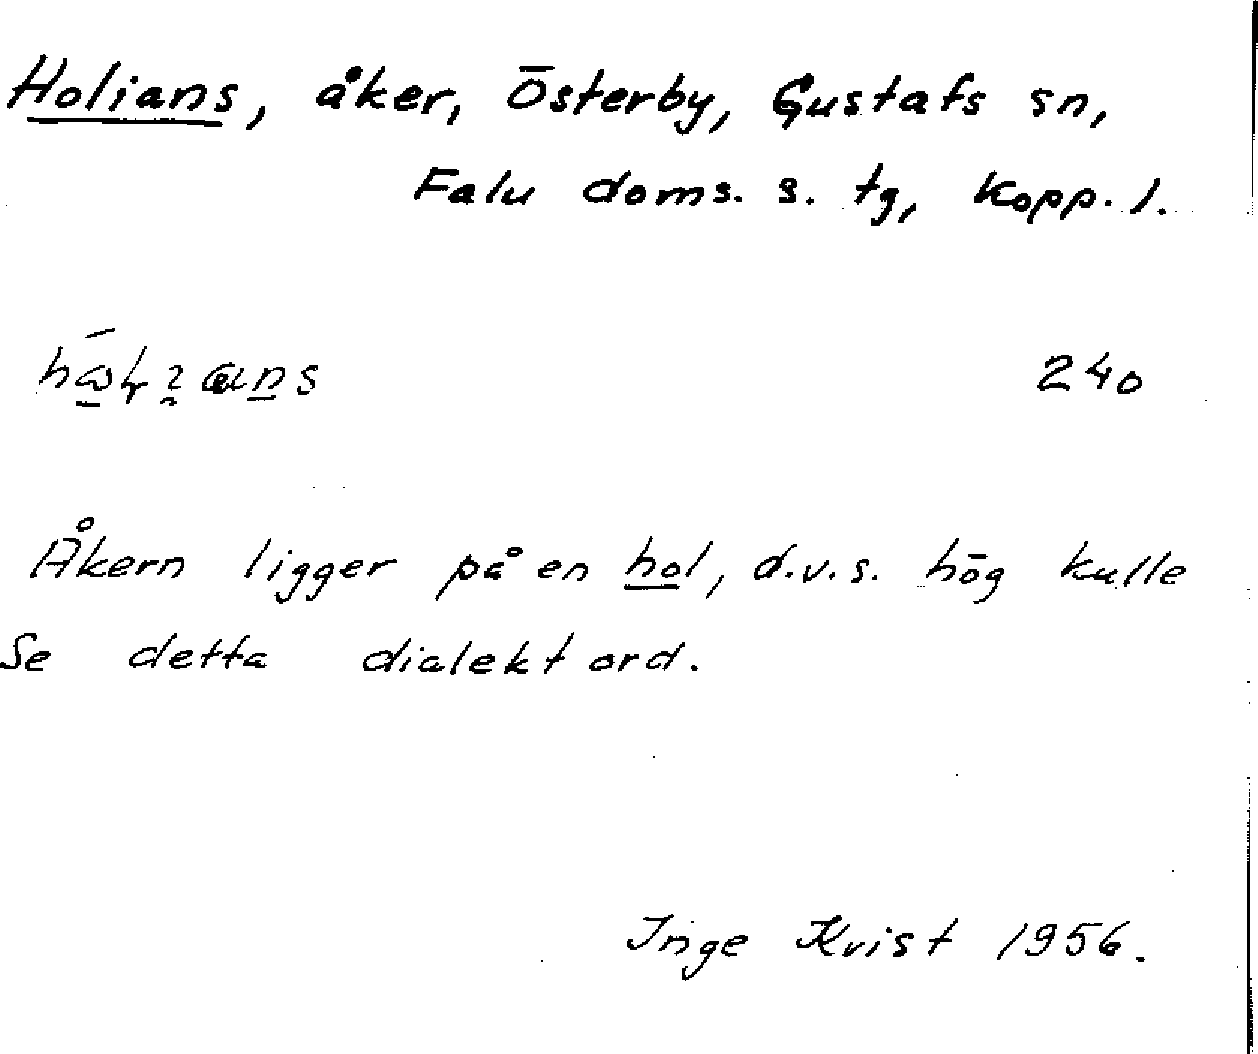 Holians, åker, Österby, Gustafs sn,
Falu doms. s. tg, Kopp. l.
240
Åkern ligger på en hol, d.v.s. hög kulle
Se detta dialektord.
Inge Kvist 1956.